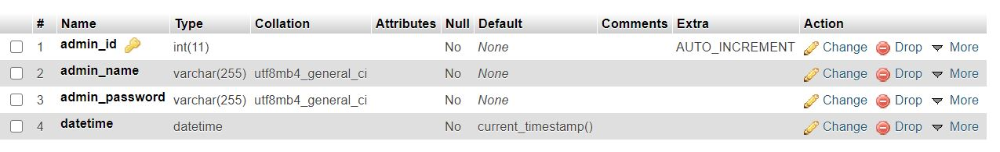 # Name Type Collation Attributes Null Default Comments Extra Action
1 admin_id int(11) No None AUTO_INCREMENT Change Drop More
2 admin_name varchar(255) utf8mb4_general_ci No None Change Drop More
3 admin_password varchar(255) utf8mb4_general_ci No None Change Drop More
4 datetime datetime No current_timestamp() Change Drop More